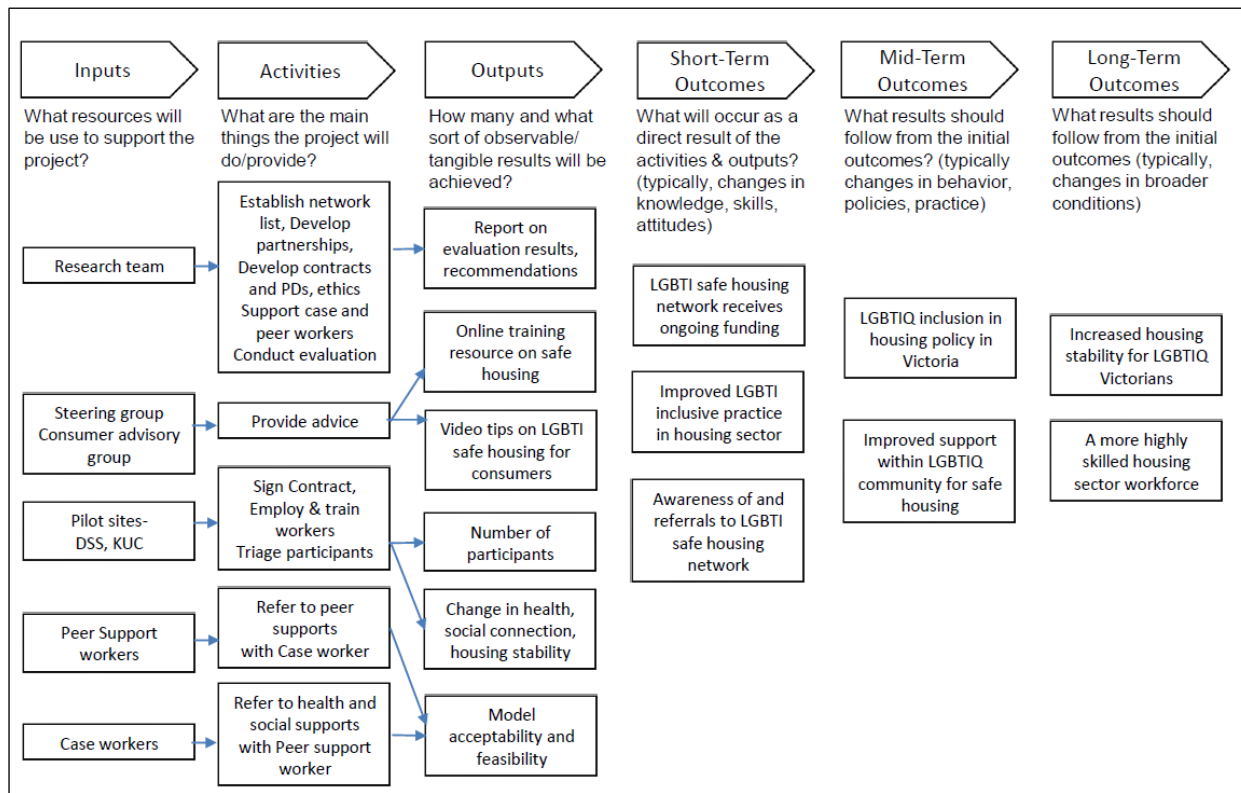 Inputs
What resources will
be use to support the
project?
Research team
Steering group
Consumer advisory
group
Pilot sites-
DSS, KUC
Peer Support
workers
Case workers
Activities
What are the main
things the project will
do/provide?
Establish network
list, Develop
partnerships,
Develop contracts
and PDs, ethics
Support case and
peer workers
Conduct evaluation
Provide advice
Sign Contract,
Employ & train
workers
Triage participants
Refer to peer
supports
with Case worker
Refer to health and
social supports
with Peer support
worker
Outputs
How many and what
sort of observable/
tangible results will be
achieved?
Report on
evaluation results,
recommendations
Online training
resource on safe
housing
Video tips on LGBTI
safe housing for
consumers
Number of
participants
Change in health,
social connection,
housing stability
Model
acceptability and
feasibility
Short-Term
Outcomes
What will occur as a
direct result of the
activities & outputs?
(typically, changes in
knowledge, skills,
attitudes)
LGBTI safe housing
network receives
ongoing funding
Improved LGBTI
inclusive practice
in housing sector
Awareness of and
referrals to LGBTI
safe housing
network
Mid-Term
Outcomes
What results should
follow from the initial
outcomes? (typically
changes in behavior,
policies, practice)
LGBTIQ inclusion in
housing policy in
Victoria
Improved support
within LGBTIQ
community for safe
housing
Long-Term
Outcomes
What results should
follow from the initial
outcomes (typically,
changes in broader
conditions)
Increased housing
stability for LGBTIQ
Victorians
A more highly
skilled housing
sector workforce